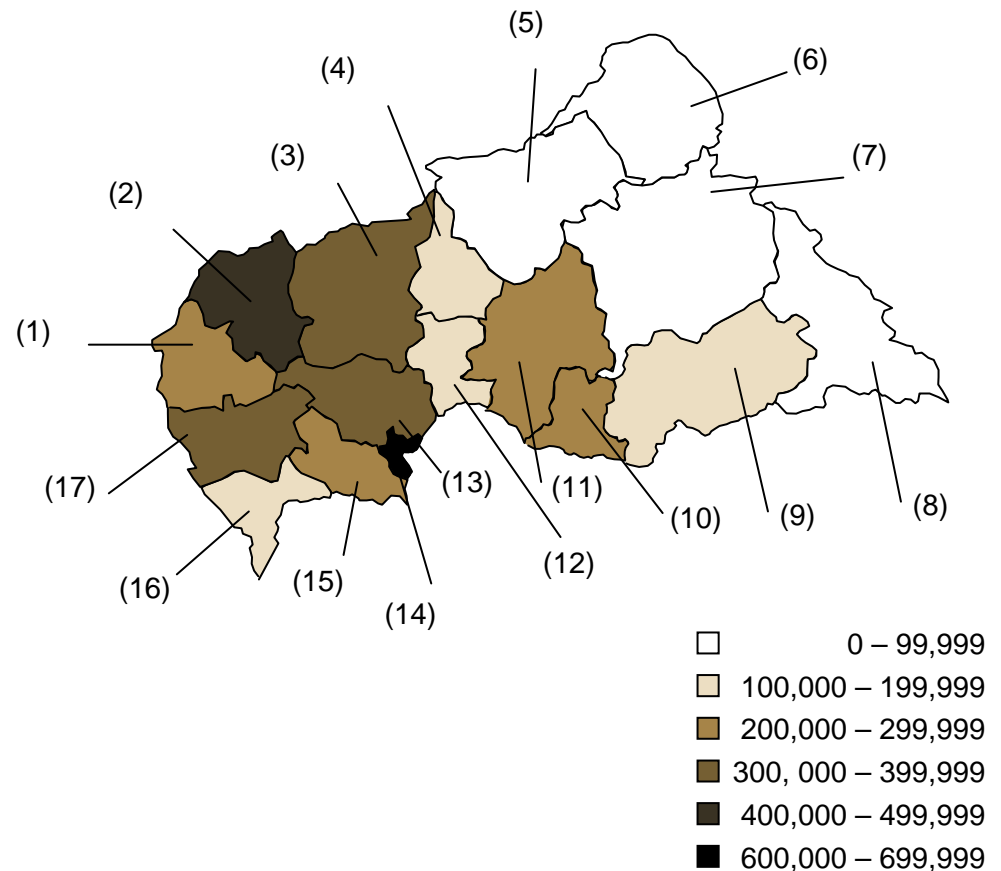 (5)
(6)
(4)
(3)
(7)
(2)
(1)
(17)
(13)
(11)
(10)
(9)
(8)
(12)
(16)
(15)
(14)
0 – 99,999
100,000 – 199,999
200,000 – 299,999
300, 000 – 399,999
400,000 – 499,999
600,000 – 699,999